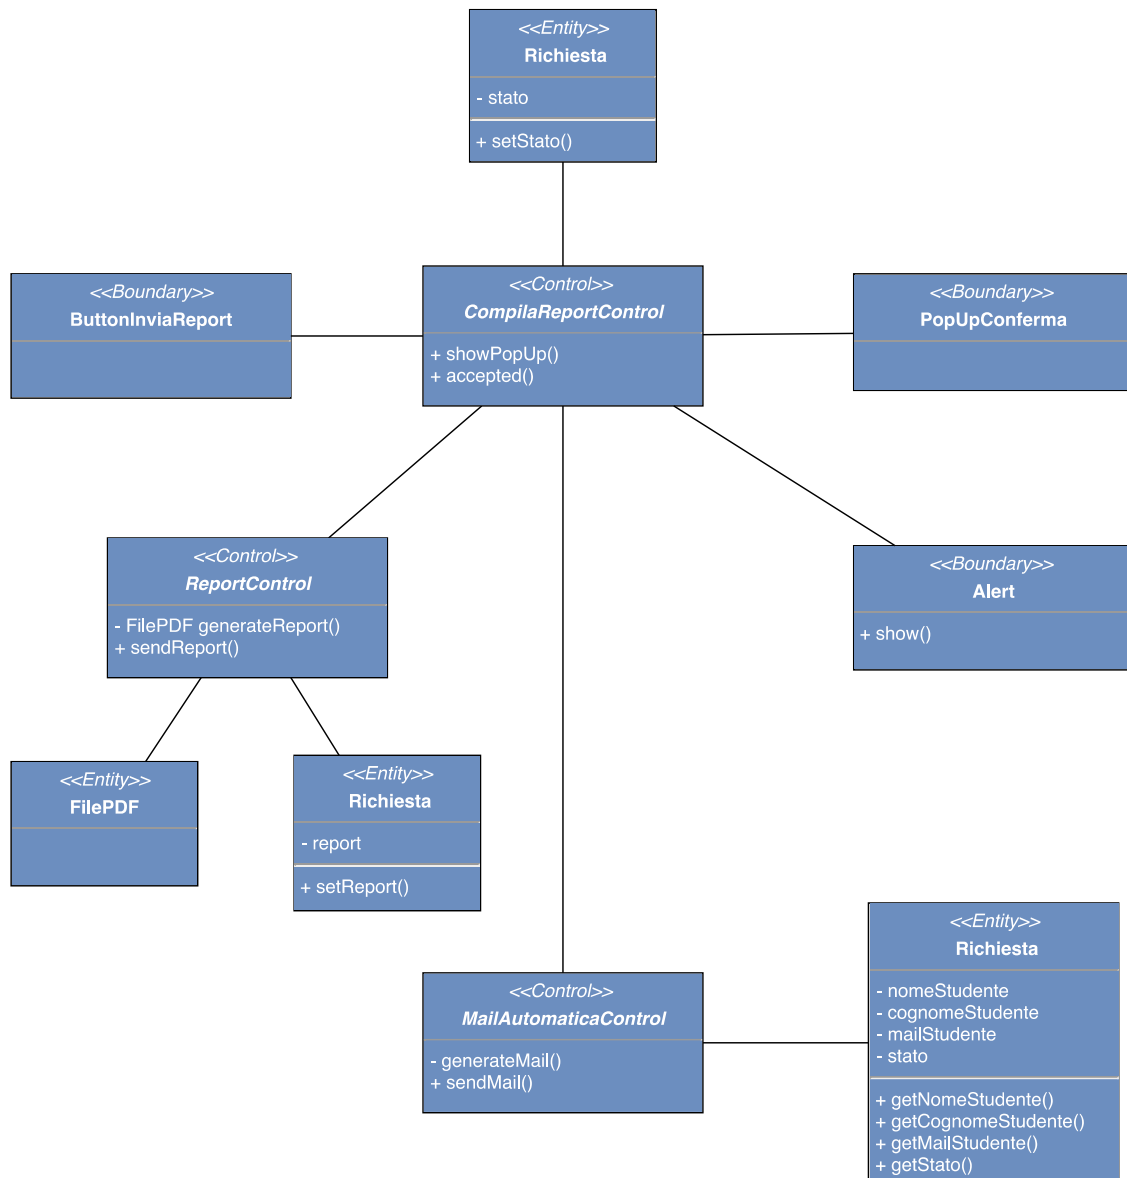 <<Entity>>
Richiesta
- stato
+ setStato()
<<Boundary>>
ButtonInviaReport
<<Control>>
CompilaReportControl
+ showPopUp()
+ accepted()
<<Boundary>>
PopUpConferma
<<Control>>
ReportControl
- FilePDF generateReport()
+ sendReport()
<<Boundary>>
Alert
+ show()
<<Entity>>
FilePDF
<<Entity>>
Richiesta
- report
+ setReport()
<<Control>>
MailAutomaticaControl
- generateMail()
+ sendMail()
<<Entity>>
Richiesta
- nomeStudente
- cognomeStudente
- mailStudente
- stato
+ getNomeStudente()
+ getCognomeStudente()
+ getMailStudente()
+ getStato()